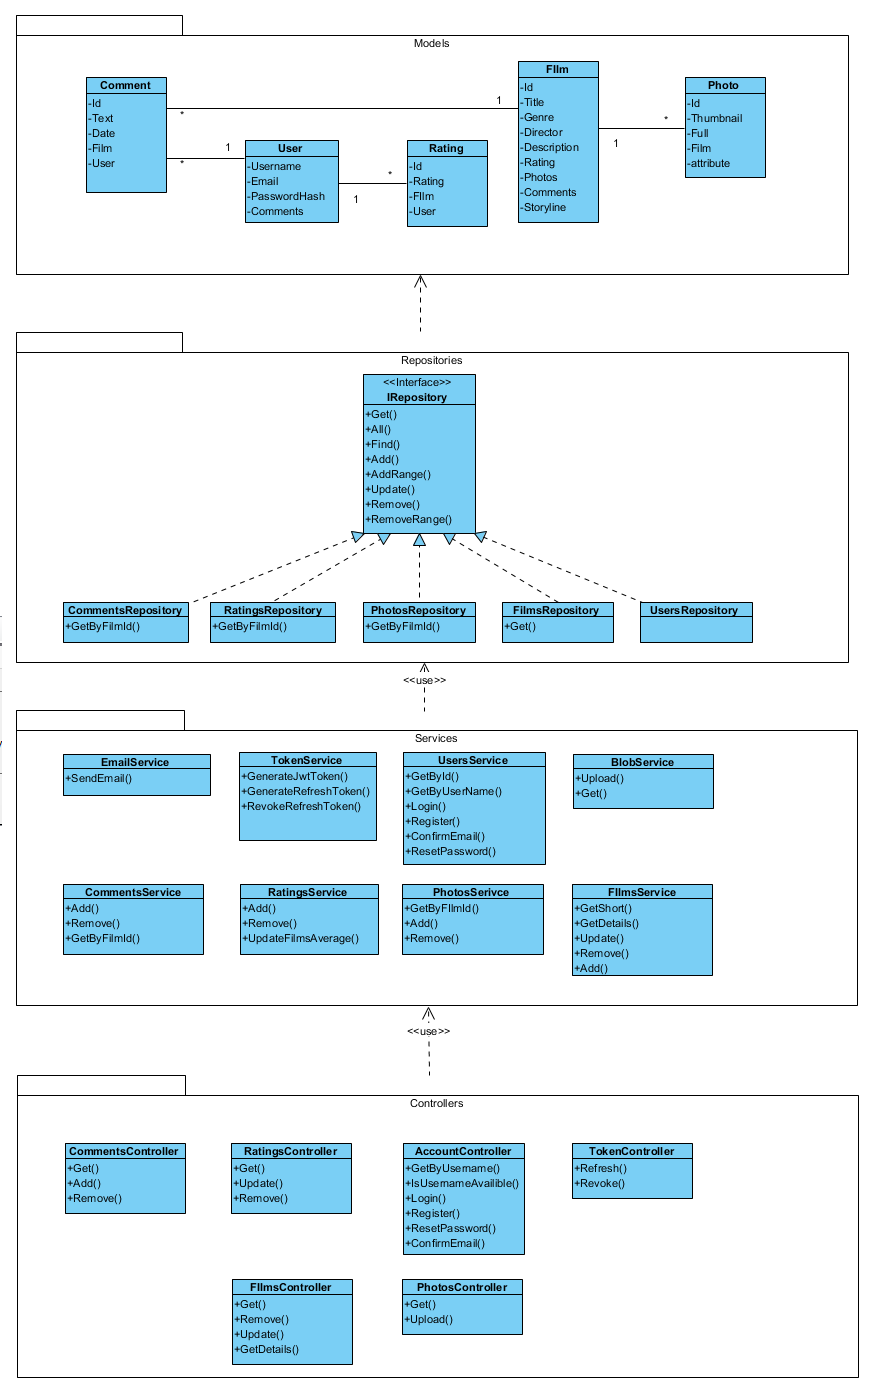 Models
Comment
-Id
-Text
-Date
-Film
-User
User
-Username
-Email
-PasswordHash
-Comments
Rating
-Id
-Rating
-FIlm
-User
FIlm
-Id
-Title
-Genre
-Director
-Description
-Rating
-Photos
-Comments
-Storyline
Photo
-Id
-Thumbnail
-Full
-Film
-attribute
*
1
*
1
1
*
1
*
Repositories
<<Interface>>
IRepository
+Get()
+All()
+Find()
+Add()
+AddRange()
+Update()
+Remove()
+RemoveRange()
CommentsRepository
+GetByFilmId()
RatingsRepository
+GetByFilmId()
PhotosRepository
+GetByFilmId()
FilmsRepository
+Get()
UsersRepository
<<use>>
Services
EmailService
+SendEmail()
TokenService
+GenerateJwtToken()
+GenerateRefreshToken()
+RevokeRefreshToken()
UsersService
+GetById()
+GetByUserName()
+Login()
+Register()
+ConfirmEmail()
+ResetPassword()
BlobService
+Upload()
+Get()
CommentsService
+Add()
+Remove()
+GetByFilmId()
RatingsService
+Add()
+Remove()
+UpdateFilmsAverage()
PhotosSerivce
+GetByFIlmId()
+Add()
+Remove()
FIlmsService
+GetShort()
+GetDetails()
+Update()
+Remove()
+Add()
<<use>>
Controllers
CommentsController
+Get()
+Add()
+Remove()
RatingsController
+Get()
+Update()
+Remove()
AccountController
+GetByUsername()
+IsUsernameAvailible()
+Login()
+Register()
+ResetPassword()
+ConfirmEmail()
TokenController
+Refresh()
+Revoke()
FIlmsController
+Get()
+Remove()
+Update()
+GetDetails()
PhotosController
+Get()
+Upload()